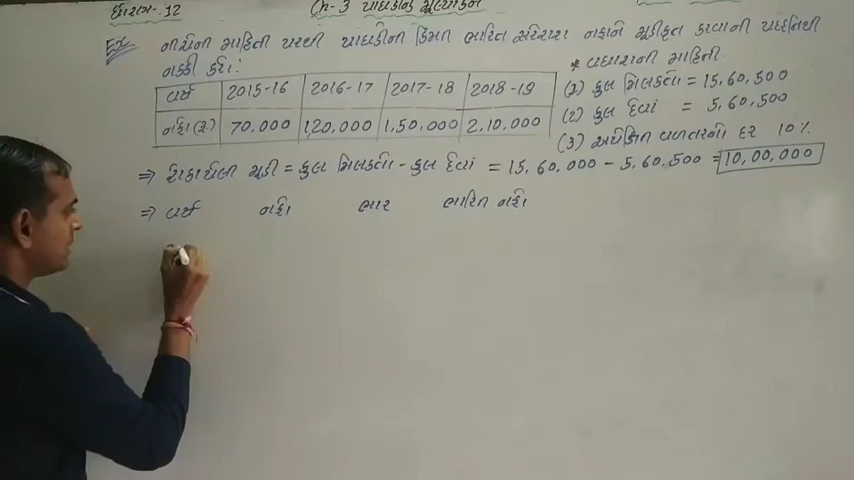 ધોરણ-12 Ch-3 પાઘડીનું મૂલ્યાંકન
Ex નીચેની માહિતી પરથી પાઘડીની કિંમત ભારિત સરેરાશ નફાને મૂડીકૃત કરવાની પદ્ધતિથી
નક્કી કરો:
* વધારાની માહિતી
વર્ષ 2015-16 2016-17 2017-18 2018-19
નફો (રૂ) 70,000 1,20,000 1,50,000 2,10,000
(1) કુલ મિલકતો = 15,60,500
(2) કુલ દેવાં = 5,60,500
(3) અપેક્ષિત વળતરનો દર 10%
⇒ રોકાયેલી મૂડી = કુલ મિલકતો - કુલ દેવાં = 15,60,000 - 5,60,500 = 10,00,000
⇒ વર્ષ નફો ભાર ભારિત નફો